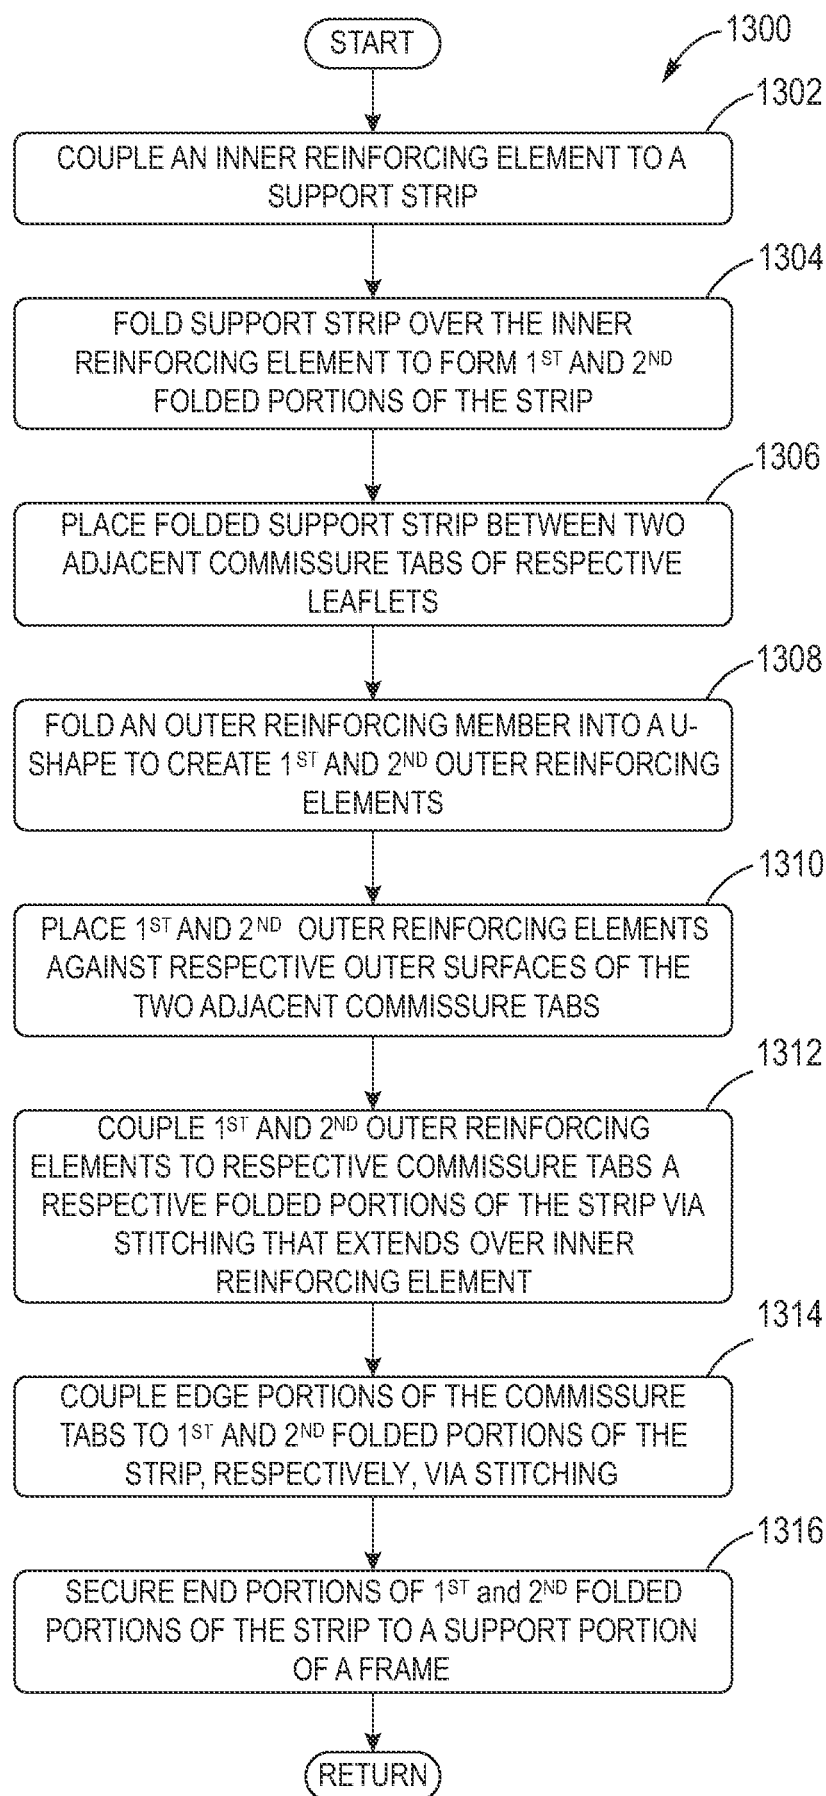 START
1300
1302
COUPLE AN INNER REINFORCING ELEMENT TO A
SUPPORT STRIP
1304
FOLD SUPPORT STRIP OVER THE INNER
REINFORCING ELEMENT TO FORM 1ST AND 2ND
FOLDED PORTIONS OF THE STRIP
1306
PLACE FOLDED SUPPORT STRIP BETWEEN TWO
ADJACENT COMMISSURE TABS OF RESPECTIVE
LEAFLETS
1308
FOLD AN OUTER REINFORCING MEMBER INTO A U-
SHAPE TO CREATE 1ST AND 2ND OUTER REINFORCING
ELEMENTS
1310
PLACE 1ST AND 2ND OUTER REINFORCING ELEMENTS
AGAINST RESPECTIVE OUTER SURFACES OF THE
TWO ADJACENT COMMISSURE TABS
1312
COUPLE 1ST AND 2ND OUTER REINFORCING
ELEMENTS TO RESPECTIVE COMMISSURE TABS A
RESPECTIVE FOLDED PORTIONS OF THE STRIP VIA
STITCHING THAT EXTENDS OVER INNER
REINFORCING ELEMENT
1314
COUPLE EDGE PORTIONS OF THE COMMISSURE
TABS TO 1ST AND 2ND FOLDED PORTIONS OF THE
STRIP, RESPECTIVELY, VIA STITCHING
1316
SECURE END PORTIONS OF 1ST and 2ND FOLDED
PORTIONS OF THE STRIP TO A SUPPORT PORTION
OF A FRAME
RETURN